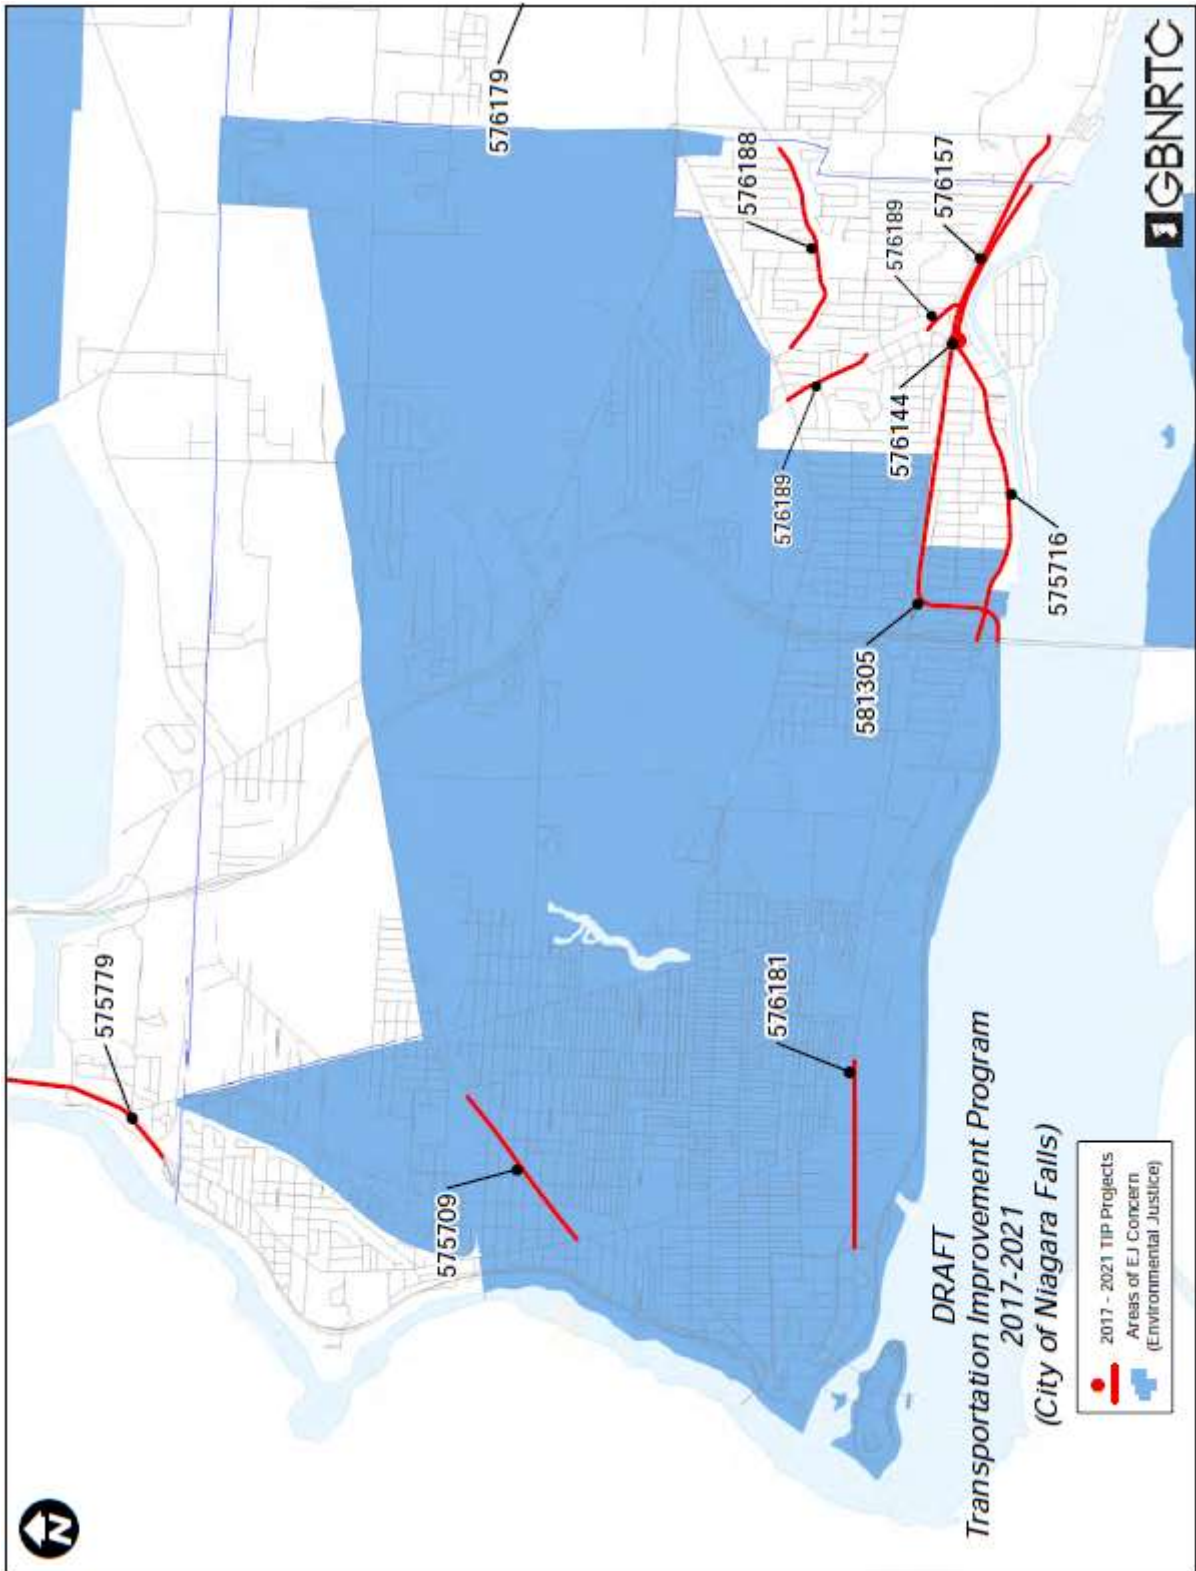 N
575779
576179
575709
576188
576181
576189
576189
581305
576144
576157
575716
DRAFT
Transportation Improvement Program
2017-2021
(City of Niagara Falls)
2017 - 2021 TIP Projects
Areas of EJ Concern
(Environmental Justice)
GBNRTC